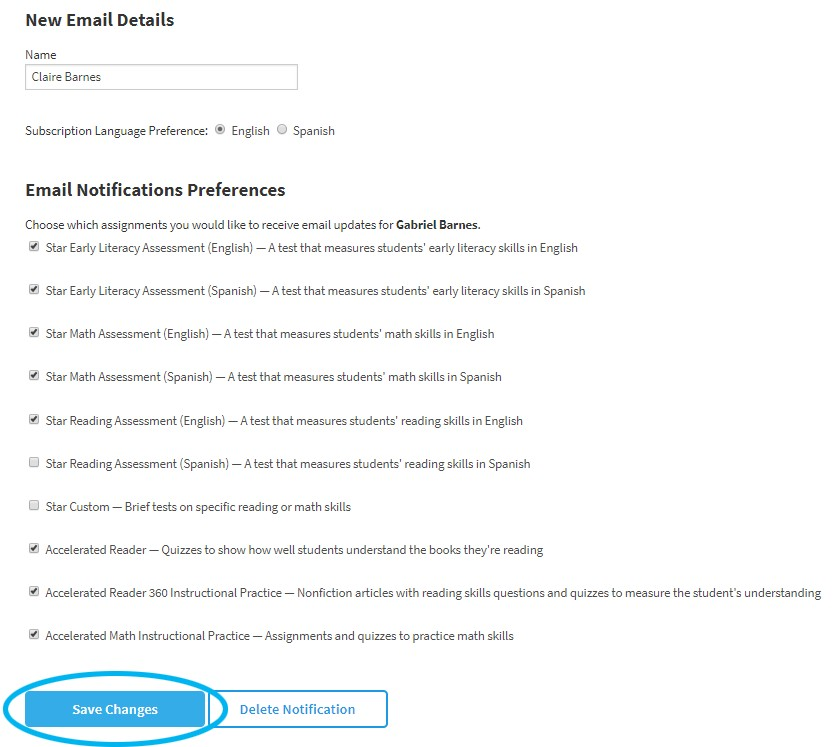 New Email Details
Name
Claire Barnes
Subscription Language Preference: English Spanish
Email Notifications Preferences
Choose which assignments you would like to receive email updates for Gabriel Barnes.
Star Early Literacy Assessment (English) — A test that measures students' early literacy skills in English
Star Early Literacy Assessment (Spanish) — A test that measures students' early literacy skills in Spanish
Star Math Assessment (English) — A test that measures students' math skills in English
Star Math Assessment (Spanish) — A test that measures students' math skills in Spanish
Star Reading Assessment (English) — A test that measures students' reading skills in English
Star Reading Assessment (Spanish) — A test that measures students' reading skills in Spanish
Star Custom — Brief tests on specific reading or math skills
Accelerated Reader — Quizzes to show how well students understand the books they're reading
Accelerated Reader 360 Instructional Practice — Nonfiction articles with reading skills questions and quizzes to measure the student's understanding
Accelerated Math Instructional Practice — Assignments and quizzes to practice math skills
Save Changes Delete Notification